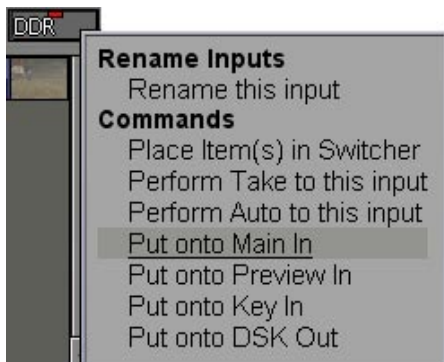 DDR
Rename Inputs
Rename this input
Commands
Place Item(s) in Switcher
Perform Take to this input
Perform Auto to this input
Put onto Main In
Put onto Preview In
Put onto Key In
Put onto DSK Out